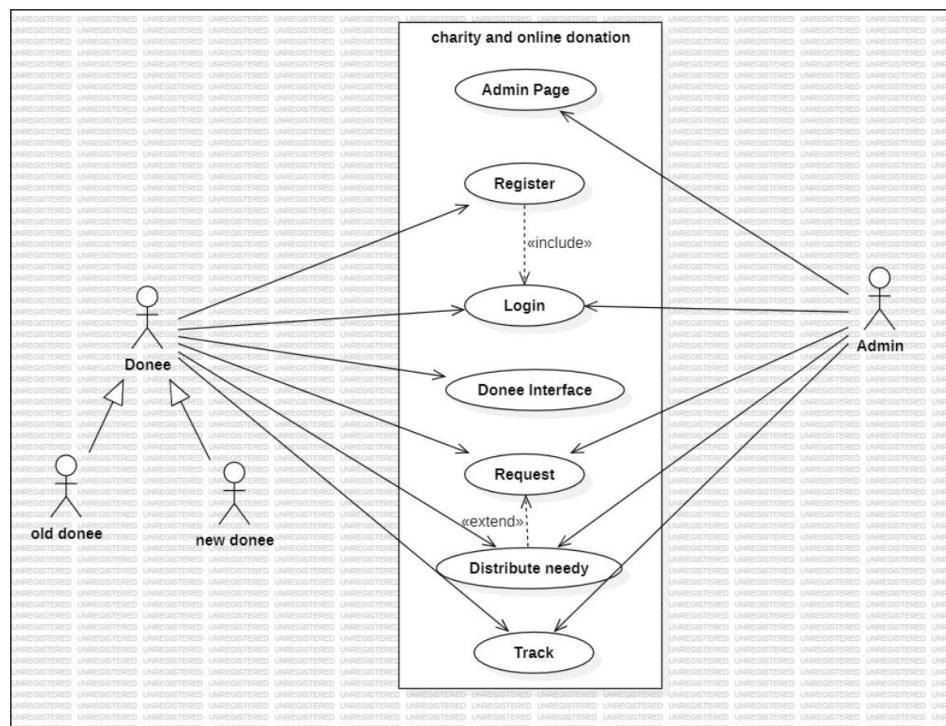 charity and online donation
Admin Page
Register
«include»
Login
Donee
Admin
Donee Interface
Request
old donee
new donee
«extend»
Distribute needy
Track
UNREGISTERED